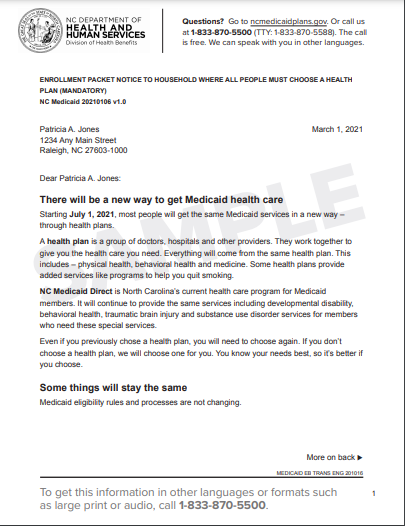 NC DEPARTMENT OF
HEALTH AND
HUMAN SERVICES
Division of Health Benefits
Questions? Go to ncmedicaidplans.gov. Or call us
at 1-833-870-5500 (TTY: 1-833-870-5588). The call
is free. We can speak with you in other languages.
ENROLLMENT PACKET NOTICE TO HOUSEHOLD WHERE ALL PEOPLE MUST CHOOSE A HEALTH
PLAN (MANDATORY)
NC Medicaid 20210106 v1.0
Patricia A. Jones
March 1, 2021
1234 Any Main Street
Raleigh, NC 27603-1000
Dear Patricia A. Jones:
SAMPLE
There will be a new way to get Medicaid health care
Starting July 1, 2021, most people will get the same Medicaid services in a new way –
through health plans.
A health plan is a group of doctors, hospitals and other providers. They work together to
give you the health care you need. Everything will come from the same health plan. This
includes – physical health, behavioral health and medicine. Some health plans provide
added services like programs to help you quit smoking.
NC Medicaid Direct is North Carolina's current health care program for Medicaid
members. It will continue to provide the same services including developmental disability,
behavioral health, traumatic brain injury and substance use disorder services for members
who need these special services.
Even if you previously chose a health plan, you will need to choose again. If you don't
choose a health plan, we will choose one for you. You know your needs best, so it's better if
you choose.
Some things will stay the same
Medicaid eligibility rules and processes are not changing.
More on back ▶
MEDICAID EB TRANS ENG 201016
To get this information in other languages or formats such
as large print or audio, call 1-833-870-5500.
1